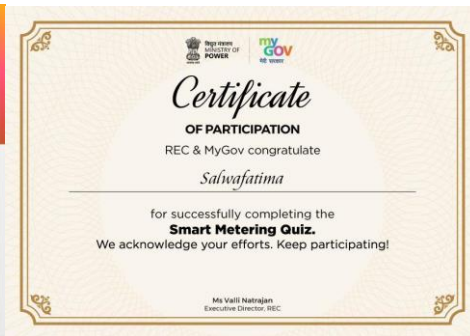 विद्युत मंत्रालय
MINISTRY OF
POWER
my
GOV
मेरी सरकार
Certificate
OF PARTICIPATION
REC & MyGov congratulate
Salwafatima
for successfully completing the
Smart Metering Quiz.
We acknowledge your efforts. Keep participating!
Ms Valli Natrajan
Executive Director, REC